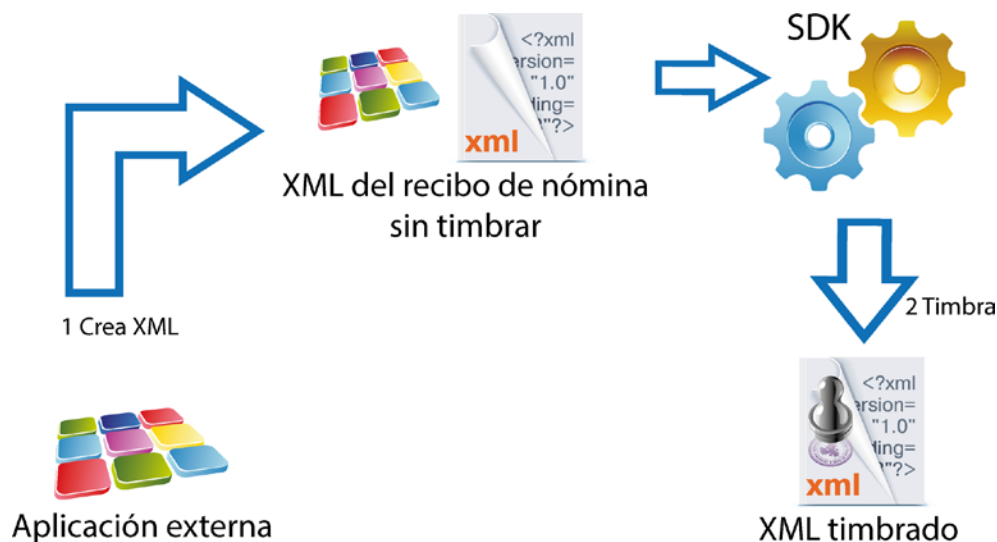 SDK
<?xml
ersion=
"1.0"
ding=
?"?>
xml
XML del recibo de nómina
sin timbrar
1 Crea XML
2 Timbra
<?xml
ersion=
"1.0"
ding=
?"?>
xml
Aplicación externa
XML timbrado